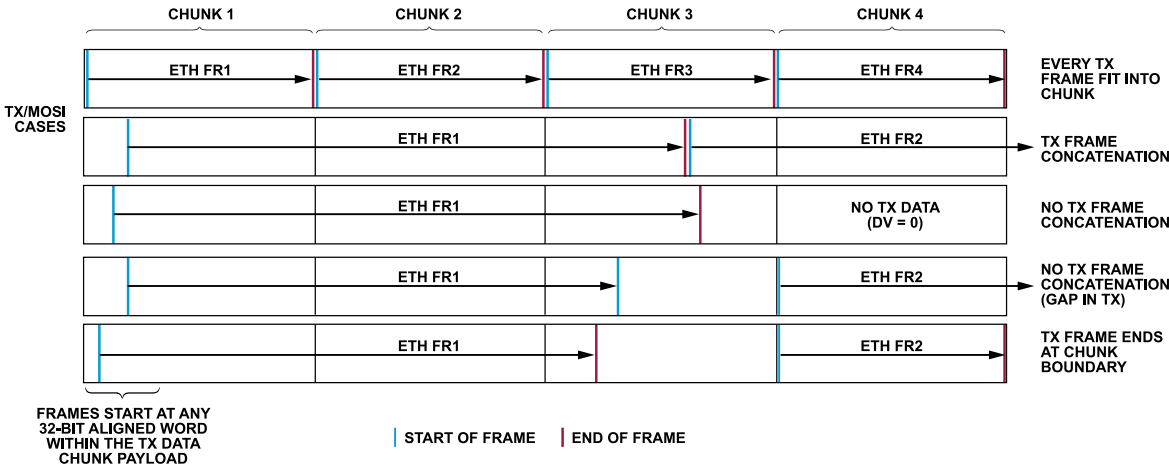 CHUNK 1 CHUNK 2 CHUNK 3 CHUNK 4
TX/MOSI
CASES
ETH FR1 ETH FR2 ETH FR3 ETH FR4
EVERY TX
FRAME FIT INTO
CHUNK
ETH FR1 ETH FR2
TX FRAME
CONCATENATION
ETH FR1
NO TX DATA
(DV = 0)
NO TX FRAME
CONCATENATION
ETH FR1 ETH FR2
NO TX FRAME
CONCATENATION
(GAP IN TX)
ETH FR1 ETH FR2
TX FRAME ENDS
AT CHUNK
BOUNDARY
FRAMES START AT ANY
32-BIT ALIGNED WORD
WITHIN THE TX DATA
CHUNK PAYLOAD
START OF FRAME END OF FRAME